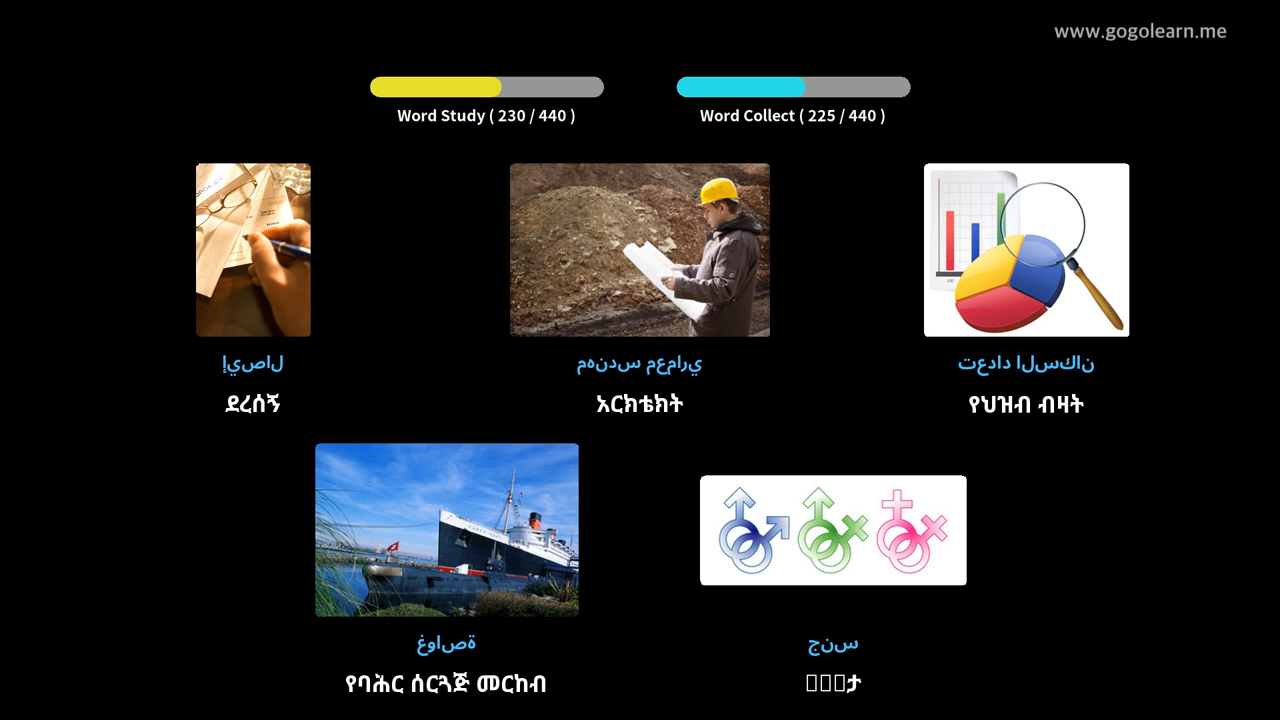 www.gogolearn.me
Word Study ( 230 / 440 )
Word Collect ( 225 / 440 )
إيصال
ደረሰኝ
مهندس معماري
አርክቴክት
تعداد السكان
የህዝብ ብዛት
غواصة
የባሕር ሰርጓጅ መርከብ
جنس